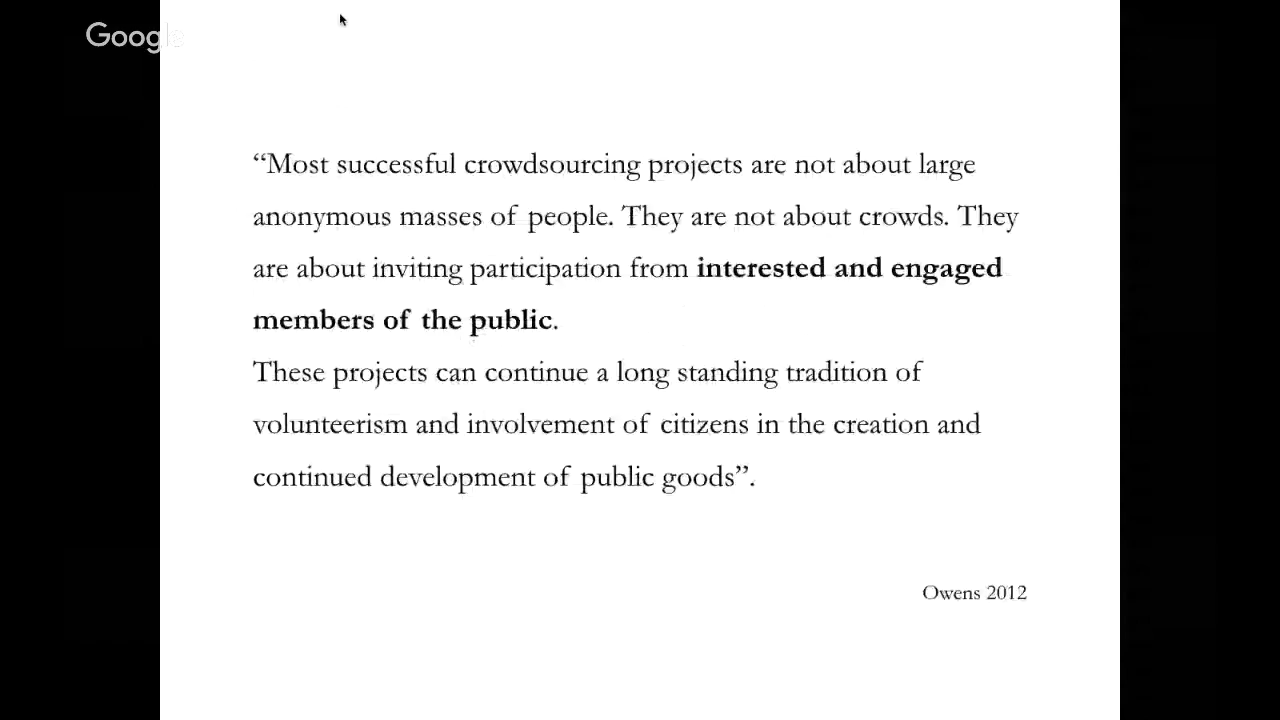 Google
“Most successful crowdsourcing projects are not about large
anonymous masses of people. They are not about crowds. They
are about inviting participation from interested and engaged
members of the public.
These projects can continue a long standing tradition of
volunteerism and involvement of citizens in the creation and
continued development of public goods”.
Owens 2012